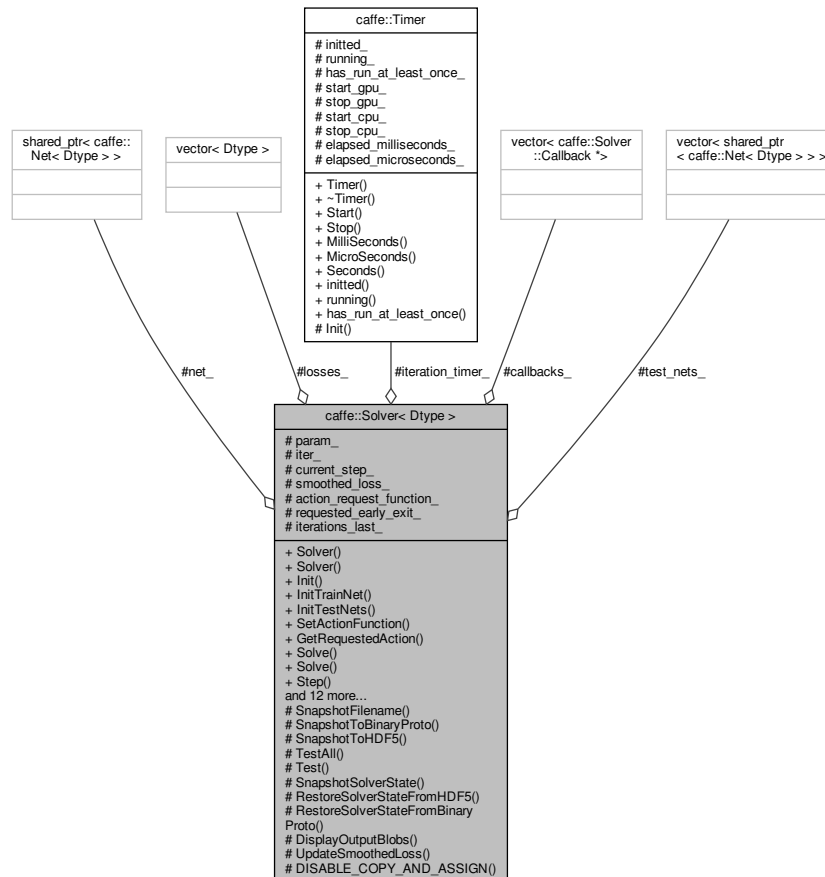 caffe::Timer
# initted_
# running_
# has_run_at_least_once_
# start_gpu_
# stop_gpu_
# start_cpu_
# stop_cpu_
# elapsed_milliseconds_
# elapsed_microseconds_
+ Timer()
+ ~Timer()
+ Start()
+ Stop()
+ MilliSeconds()
+ MicroSeconds()
+ Seconds()
+ initted()
+ running()
+ has_run_at_least_once()
# Init()
shared_ptr< caffe::
Net< Dtype > >
vector< Dtype >
vector< caffe::Solver
::Callback *>
vector< shared_ptr
< caffe::Net< Dtype > > >
#net_
#losses_
#iteration_timer_
#callbacks_
#test_nets_
caffe::Solver< Dtype >
# param_
# iter_
# current_step_
# smoothed_loss_
# action_request_function_
# requested_early_exit_
# iterations_last_
+ Solver()
+ Solver()
+ Init()
+ InitTrainNet()
+ InitTestNets()
+ SetActionFunction()
+ GetRequestedAction()
+ Solve()
+ Solve()
+ Step()
and 12 more...
# SnapshotFilename()
# SnapshotToBinaryProto()
# SnapshotToHDF5()
# TestAll()
# Test()
# SnapshotSolverState()
# RestoreSolverStateFromHDF5()
# RestoreSolverStateFromBinary
Proto()
# DisplayOutputBlobs()
# UpdateSmoothedLoss()
# DISABLE_COPY_AND_ASSIGN()